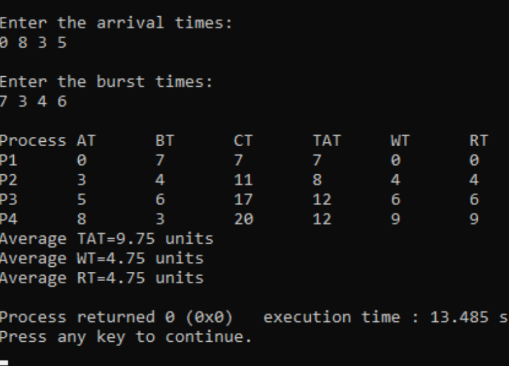 Enter the arrival times:
0 8 3 5
Enter the burst times:
7 3 4 6
Process AT BT CT TAT WT RT
P1 0 7 7 7 0 0
P2 3 4 11 8 4 4
P3 5 6 17 12 6 6
P4 8 3 20 12 9 9
Average TAT=9.75 units
Average WT=4.75 units
Average RT=4.75 units
Process returned 0 (0x0) execution time : 13.485 s
Press any key to continue.